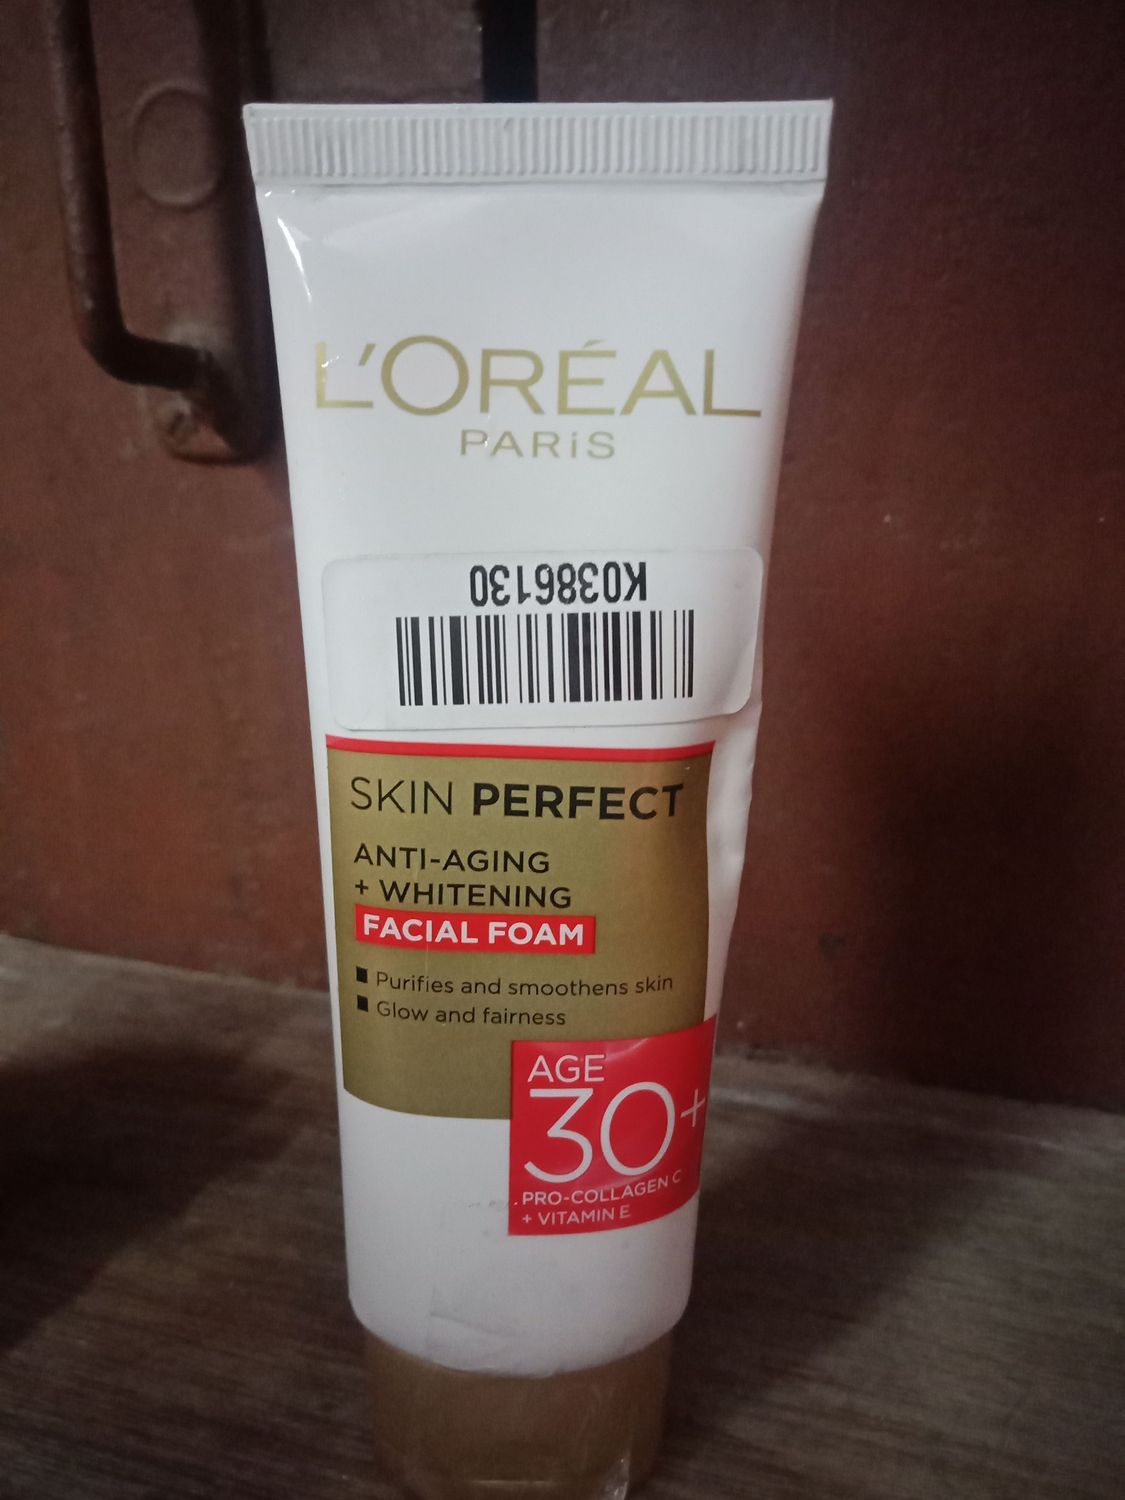 L'ORÉAL
PARiS
K0386130
SKIN PERFECT
ANTI-AGING
+ WHITENING
FACIAL FOAM
Purifies and smoothens skin
Glow and fairness
AGE
30+
PRO-COLLAGEN C
+ VITAMIN E